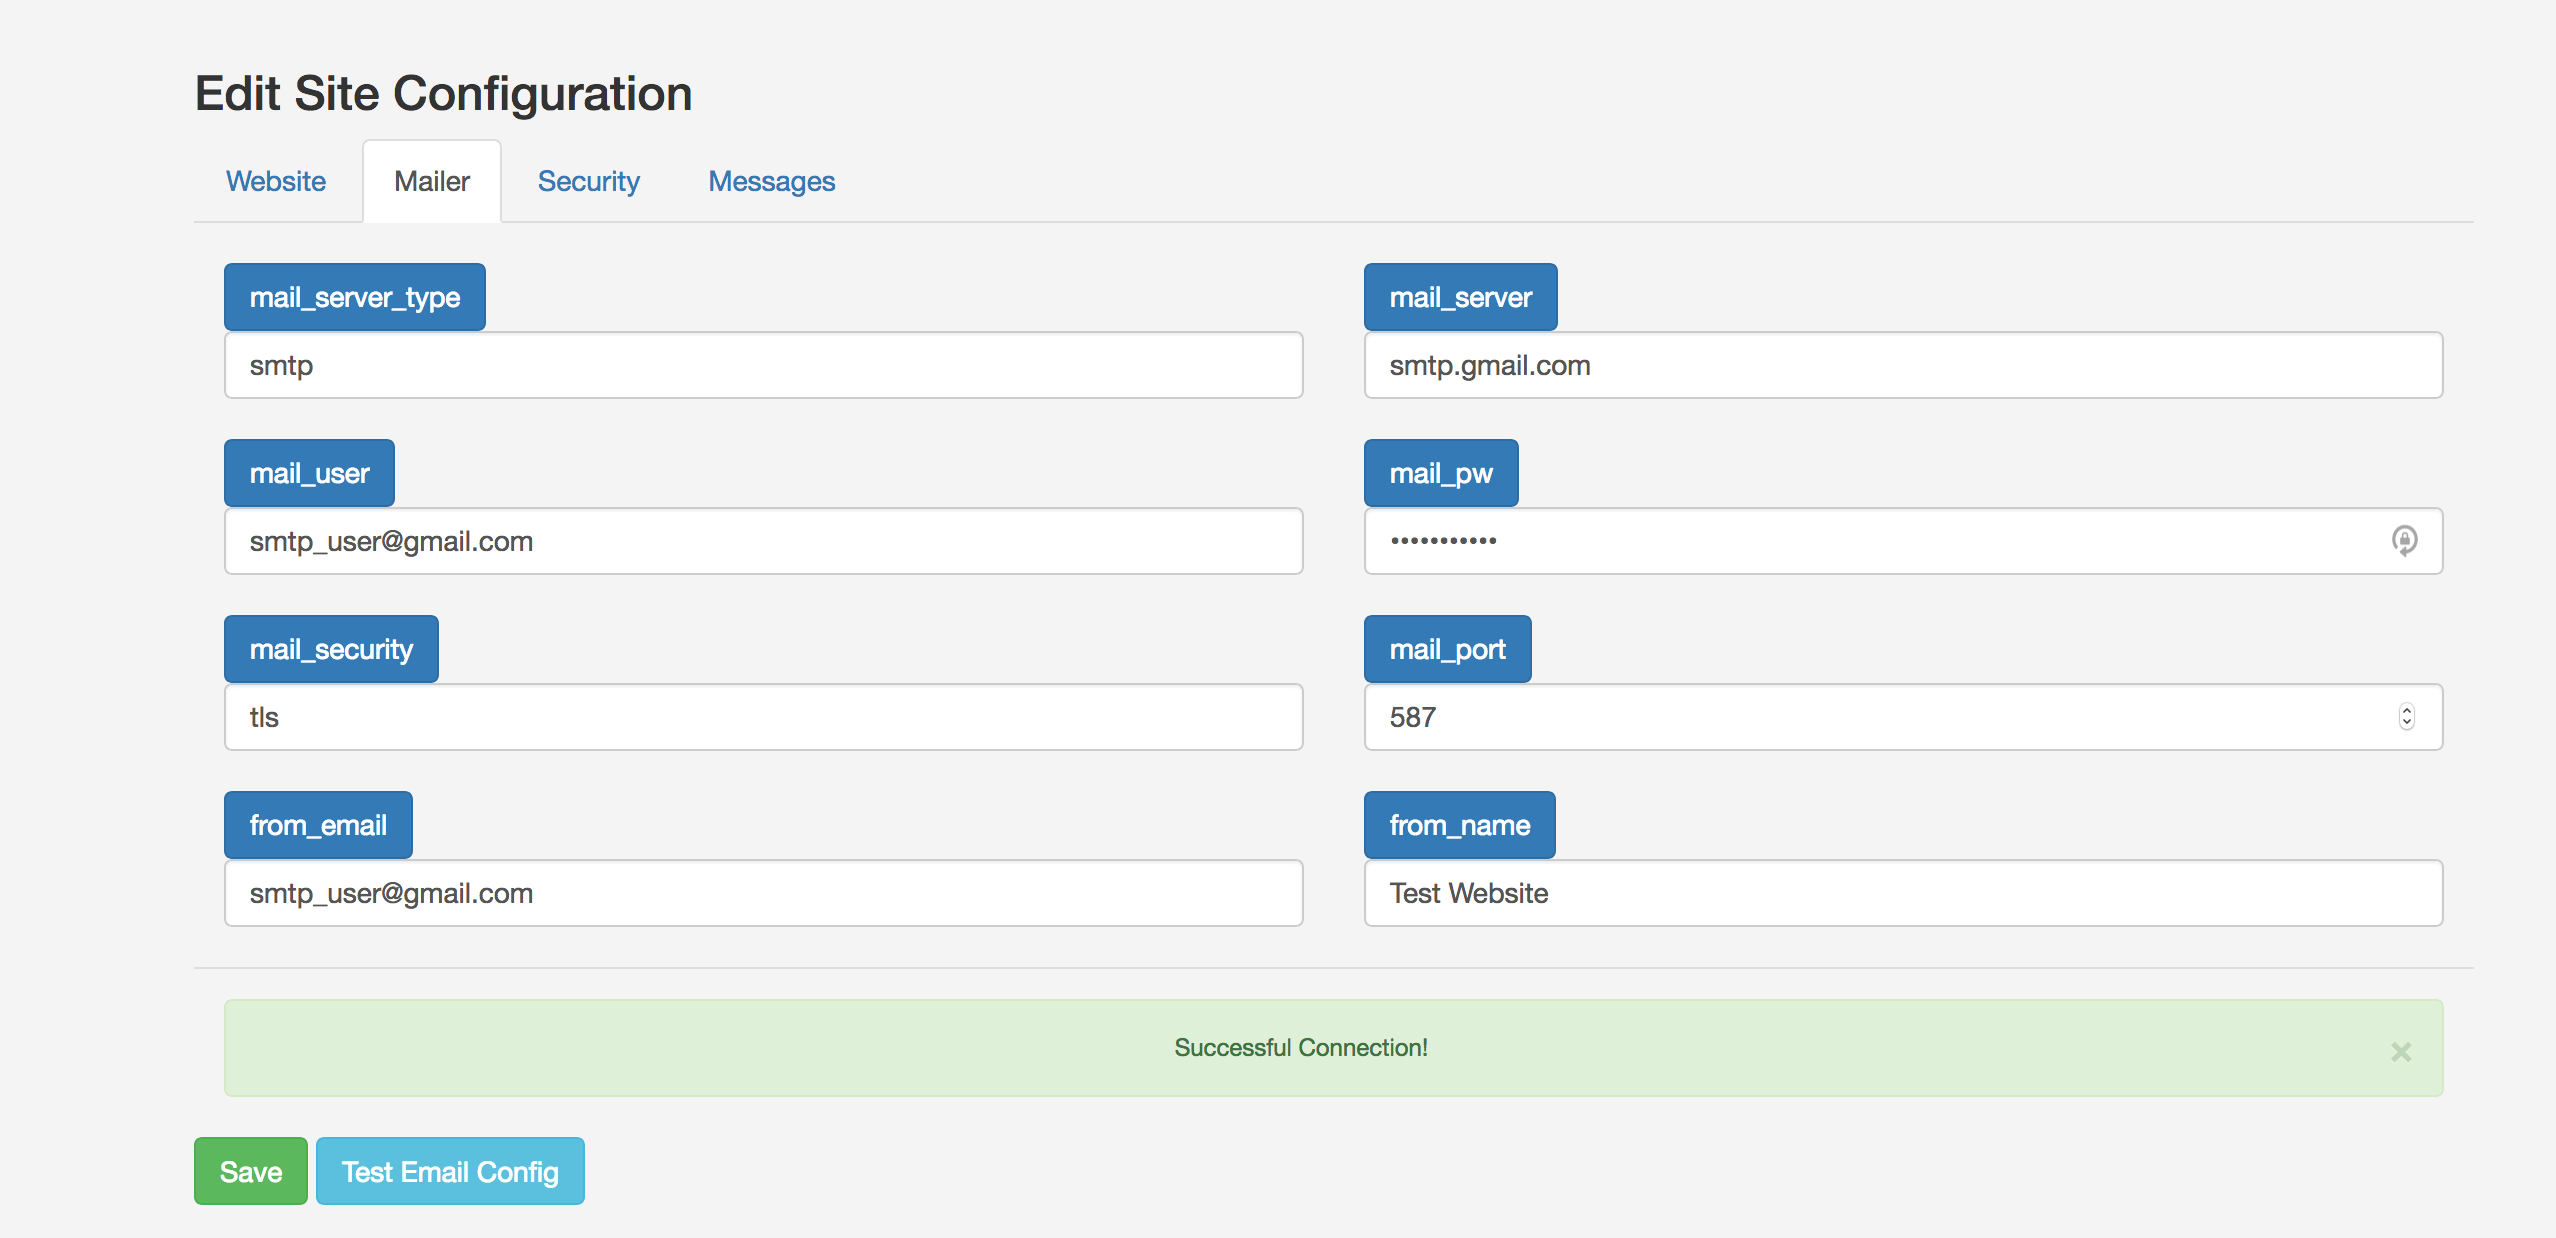 Edit Site Configuration
Website Mailer Security Messages
mail_server_type mail_server
smtp smtp.gmail.com
mail_user mail_pw
smtp_user@gmail.com •••••••••••
mail_security mail_port
tls 587
from_email from_name
smtp_user@gmail.com Test Website
Successful Connection! ×
Save Test Email Config